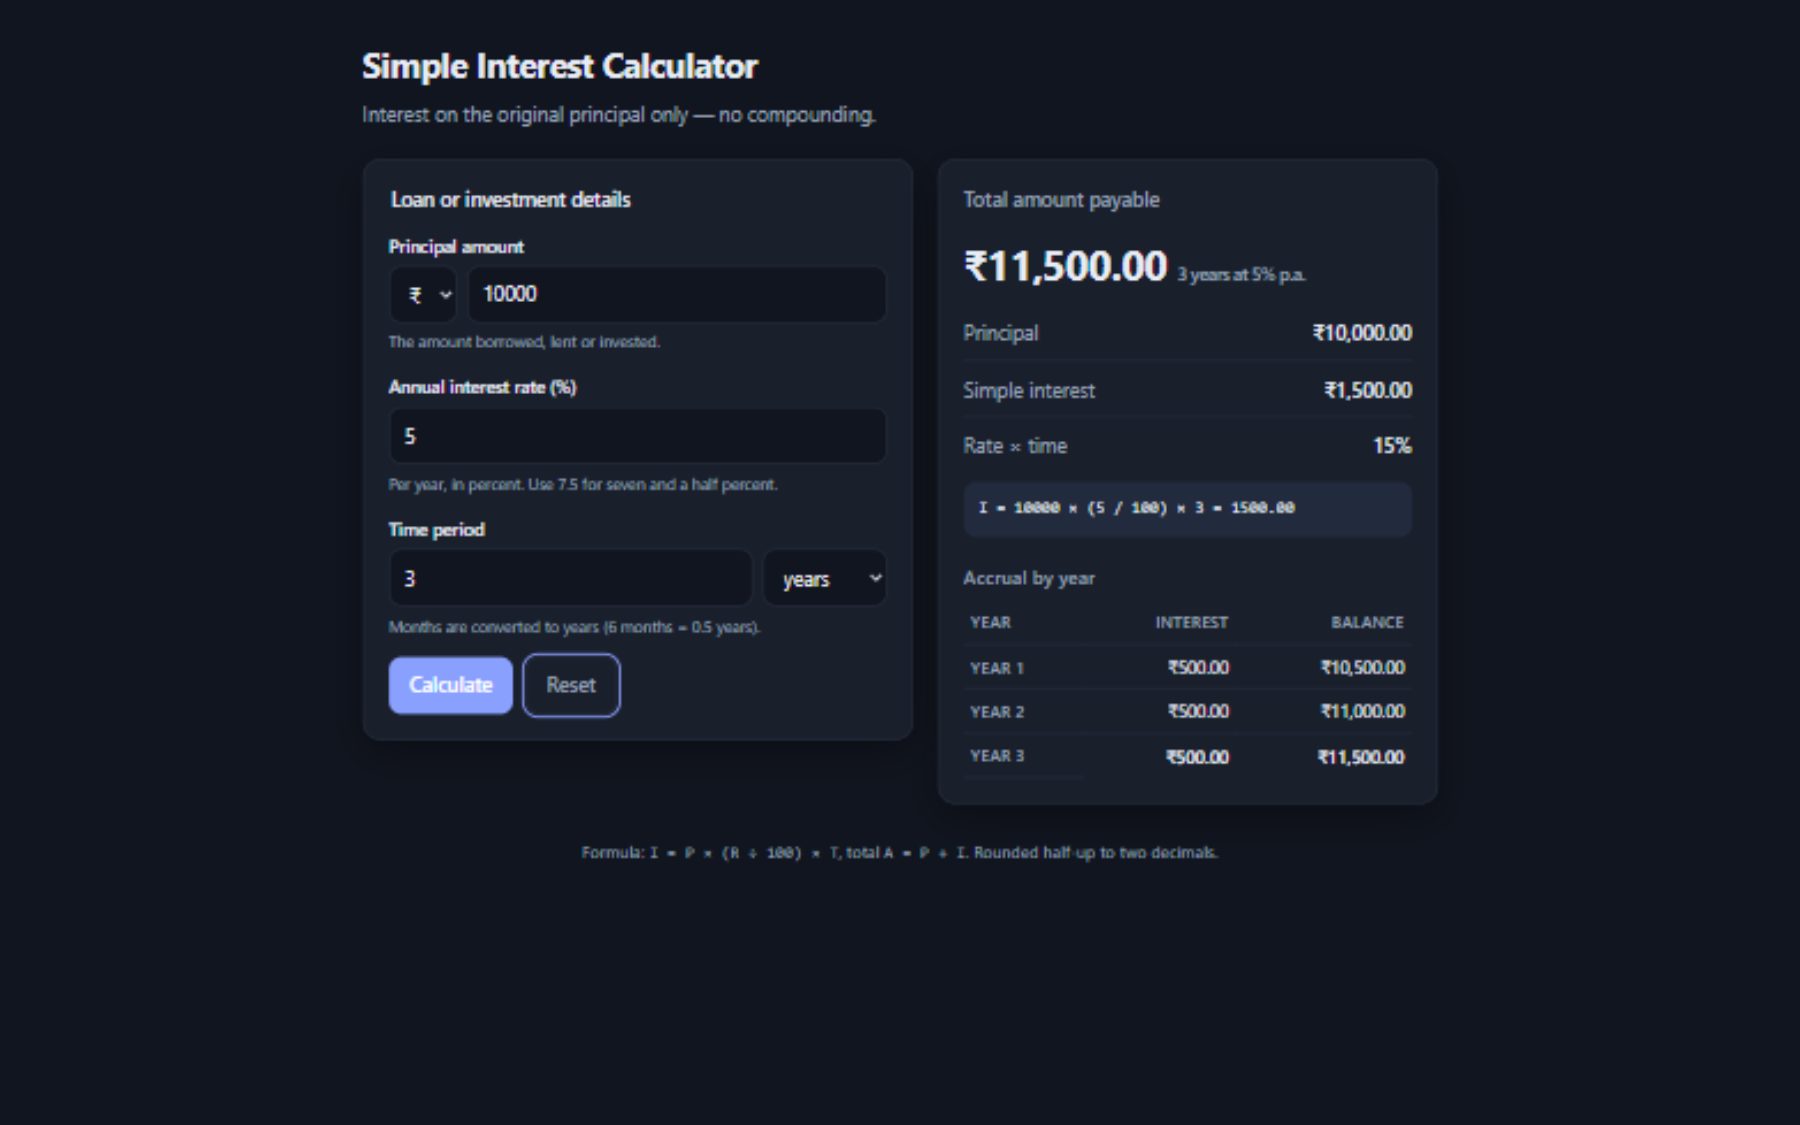 Simple Interest Calculator
Interest on the original principal only — no compounding.
Loan or investment details
Principal amount
₹ 10000
The amount borrowed, lent or invested.
Annual interest rate (%)
5
Per year, in percent. Use 7.5 for seven and a half percent.
Time period
3 years
Months are converted to years (6 months = 0.5 years).
Calculate Reset
Total amount payable
₹11,500.00 3 years at 5% p.a.
Principal ₹10,000.00
Simple interest ₹1,500.00
Rate × time 15%
I = 10000 × (5 / 100) × 3 = 1500.00
Accrual by year
YEAR INTEREST BALANCE
YEAR 1 ₹500.00 ₹10,500.00
YEAR 2 ₹500.00 ₹11,000.00
YEAR 3 ₹500.00 ₹11,500.00
Formula: I = P × (R ÷ 100) × T, total A = P + I. Rounded half-up to two decimals.